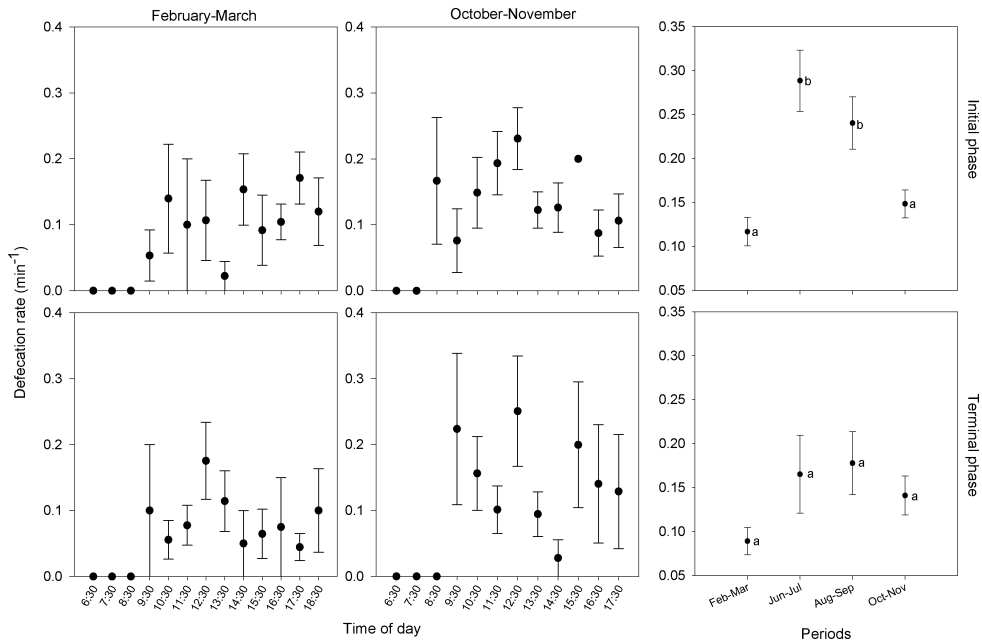 February-March
October-November
0.4
0.3
0.2
0.1
0.0
0.4
0.3
0.2
0.1
0.0
0.35
0.30
0.25
0.20
0.15
0.10
0.05
b
b
a
a
Initial phase
Defecation rate (min⁻¹)
0.4
0.3
0.2
0.1
0.0
0.4
0.3
0.2
0.1
0.0
0.35
0.30
0.25
0.20
0.15
0.10
0.05
a
a
a
a
Terminal phase
6:30 7:30 8:30 9:30 10:30 11:30 12:30 13:30 14:30 15:30 16:30 17:30 18:30
6:30 7:30 8:30 9:30 10:30 11:30 12:30 13:30 14:30 15:30 16:30 17:30
Feb-Mar Jun-Jul Aug-Sep Oct-Nov
Time of day
Periods